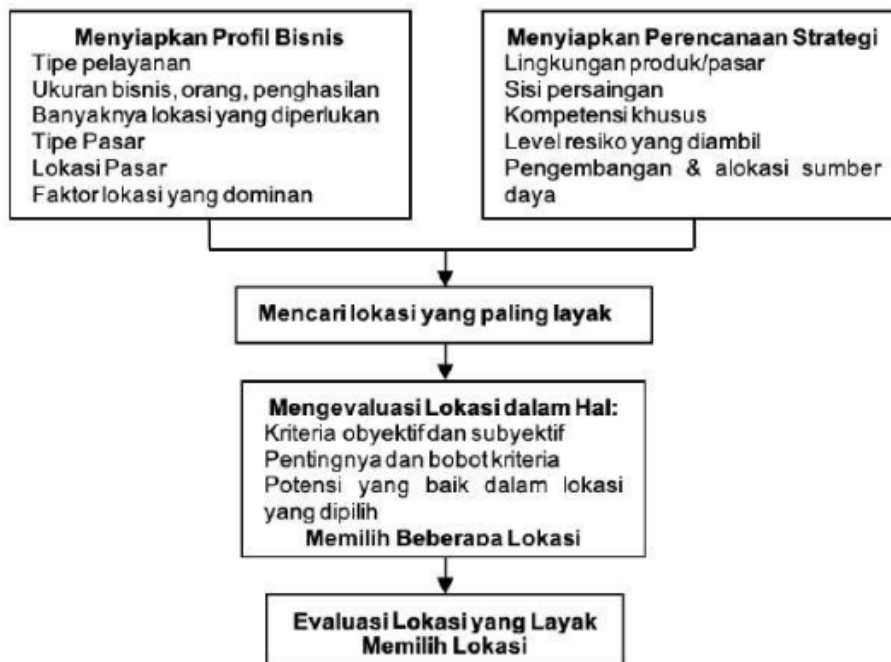 Menyiapkan Profil Bisnis
Tipe pelayanan
Ukuran bisnis, orang, penghasilan
Banyaknya lokasi yang diperlukan
Tipe Pasar
Lokasi Pasar
Faktor lokasi yang dominan
Menyiapkan Perencanaan Strategi
Lingkungan produk/pasar
Sisi persaingan
Kompetensi khusus
Level resiko yang diambil
Pengembangan & alokasi sumber
daya
Mencari lokasi yang paling layak
Mengevaluasi Lokasi dalam Hal:
Kriteria obyektif dan subyektif
Pentingnya dan bobot kriteria
Potensi yang baik dalam lokasi
yang dipilih
Memilih Beberapa Lokasi
Evaluasi Lokasi yang Layak
Memilih Lokasi